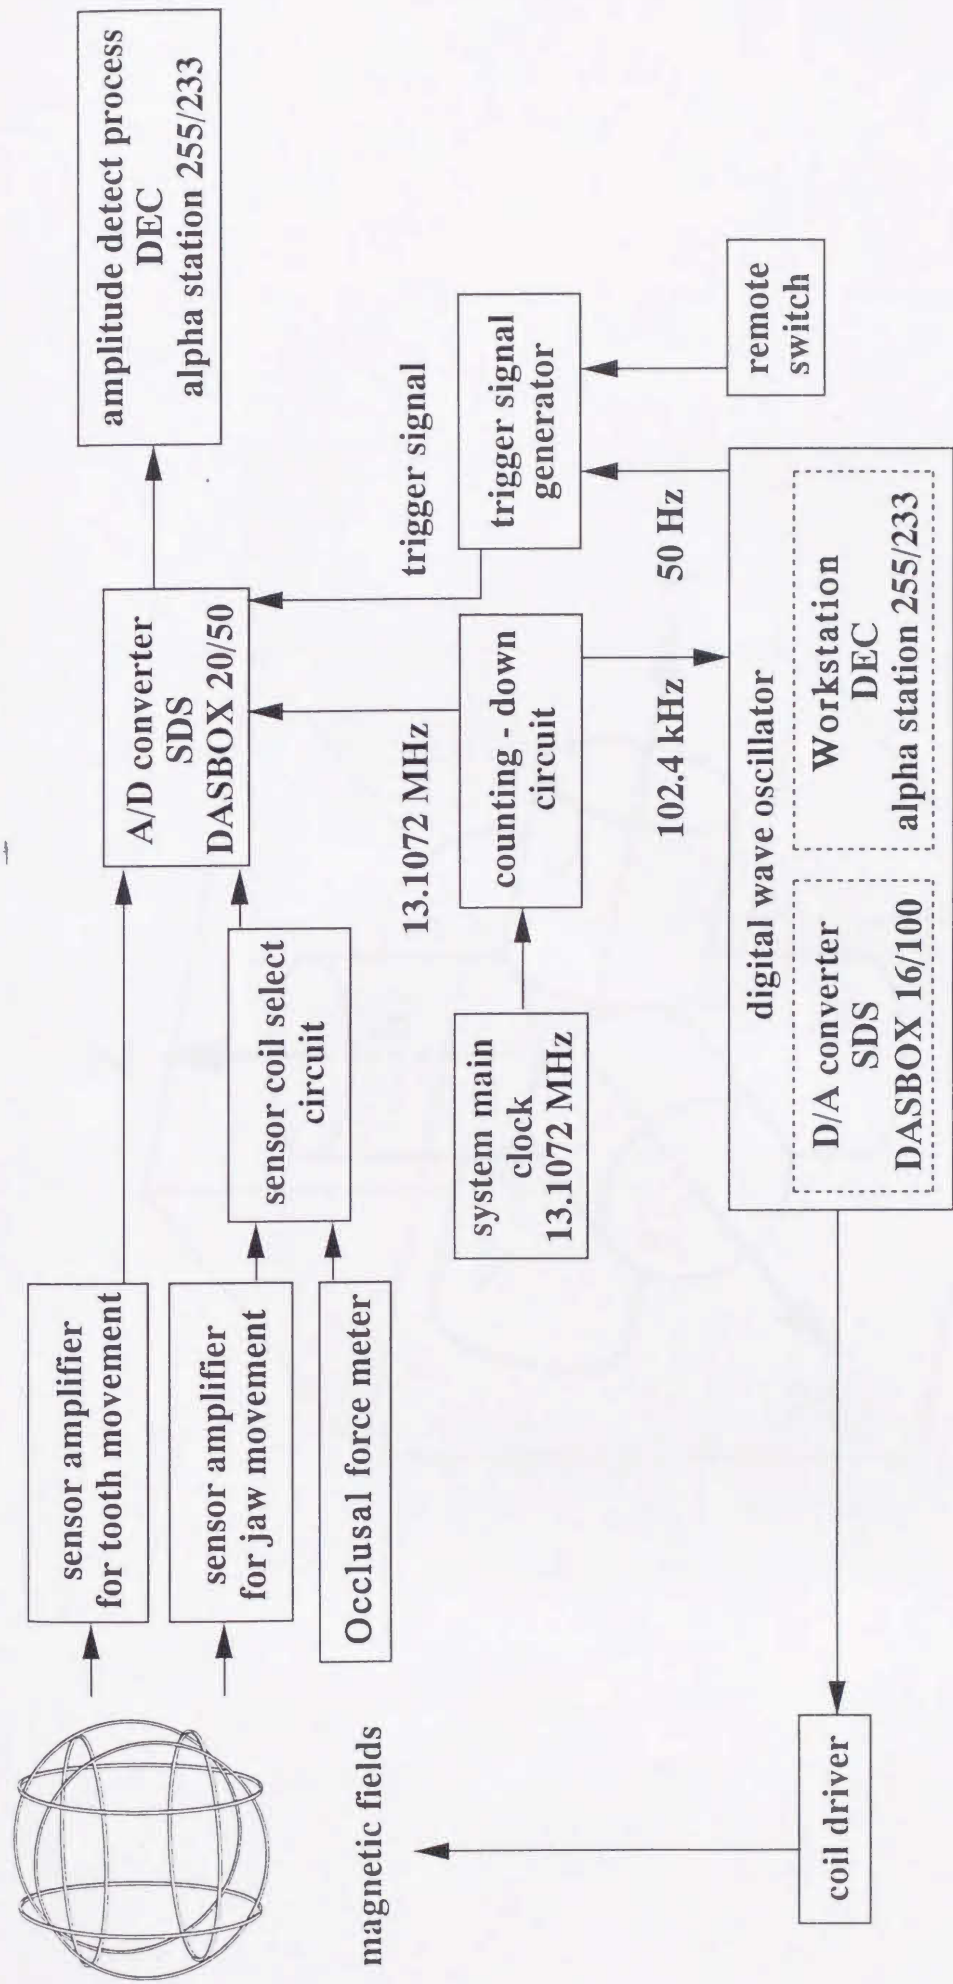 sensor amplifier
for tooth movement
sensor amplifier
for jaw movement
Occlusal force meter
magnetic fields
sensor coil select
circuit
A/D converter
SDS
DASBOX 20/50
amplitude detect process
DEC
alpha station 255/233
trigger signal
13.1072 MHz
system main
clock
13.1072 MHz
counting - down
circuit
trigger signal
generator
102.4 kHz
50 Hz
remote
switch
digital wave oscillator
D/A converter
SDS
DASBOX 16/100
Workstation
DEC
alpha station 255/233
coil driver